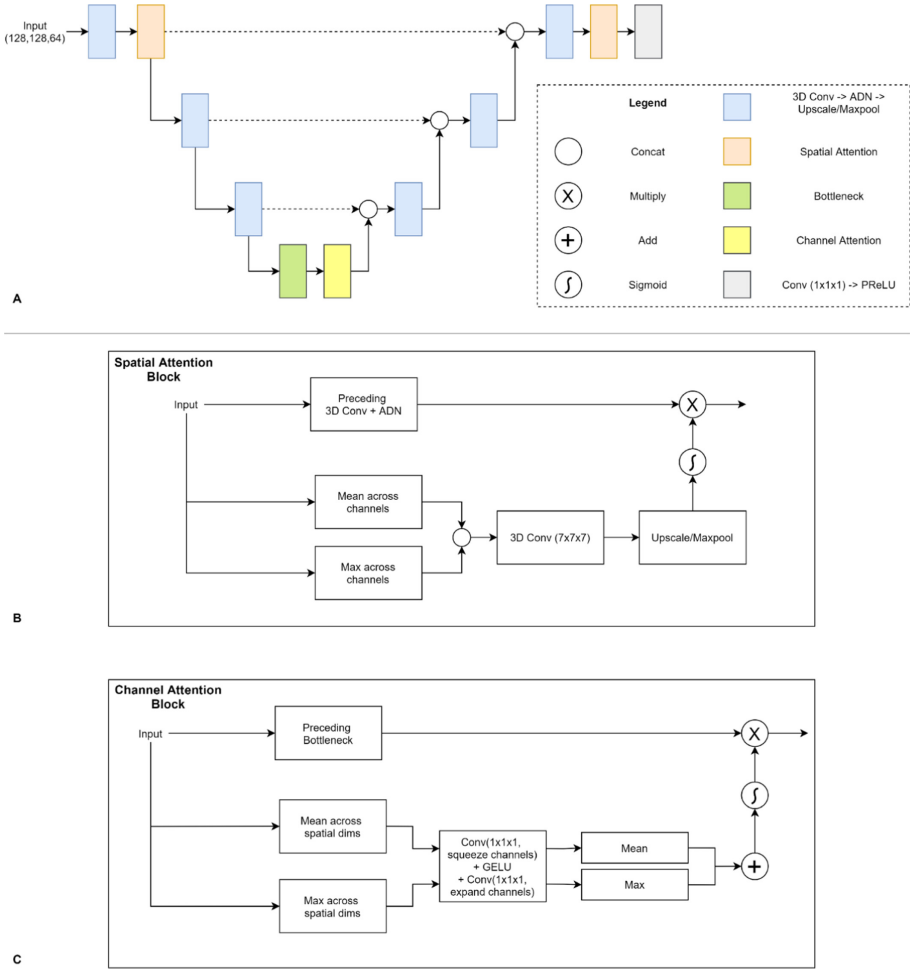 Input
(128,128,64)
Legend
Concat
Multiply
Add
Sigmoid
3D Conv -> ADN ->
Upscale/Maxpool
Spatial Attention
Bottleneck
Channel Attention
Conv (1x1x1) -> PReLU
A
Spatial Attention
Block
Input
Preceding
3D Conv + ADN
Mean across
channels
Max across
channels
3D Conv (7x7x7)
Upscale/Maxpool
B
Channel Attention
Block
Input
Preceding
Bottleneck
Mean across
spatial dims
Max across
spatial dims
Conv(1x1x1,
squeeze channels)
+ GELU
+ Conv(1x1x1,
expand channels)
Mean
Max
C